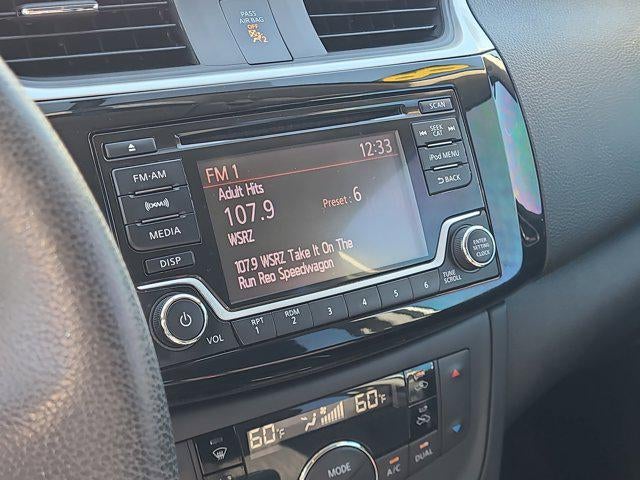 PASS
AIR BAG
OFF
SCAN
SEEK
CAT
iPod MENU
BACK
FM·AM
((XM))
MEDIA
DISP
FM 1
12:33
Adult Hits
107.9
Preset : 6
WSRZ
107.9 WSRZ Take It On The
Run Reo Speedwagon
ENTER
SETTING
CLOCK
TUNE
SCROLL
VOL
RPT
1
RDM
2
3
4
5
6
60°F
60°F
MODE
A/C
DUAL